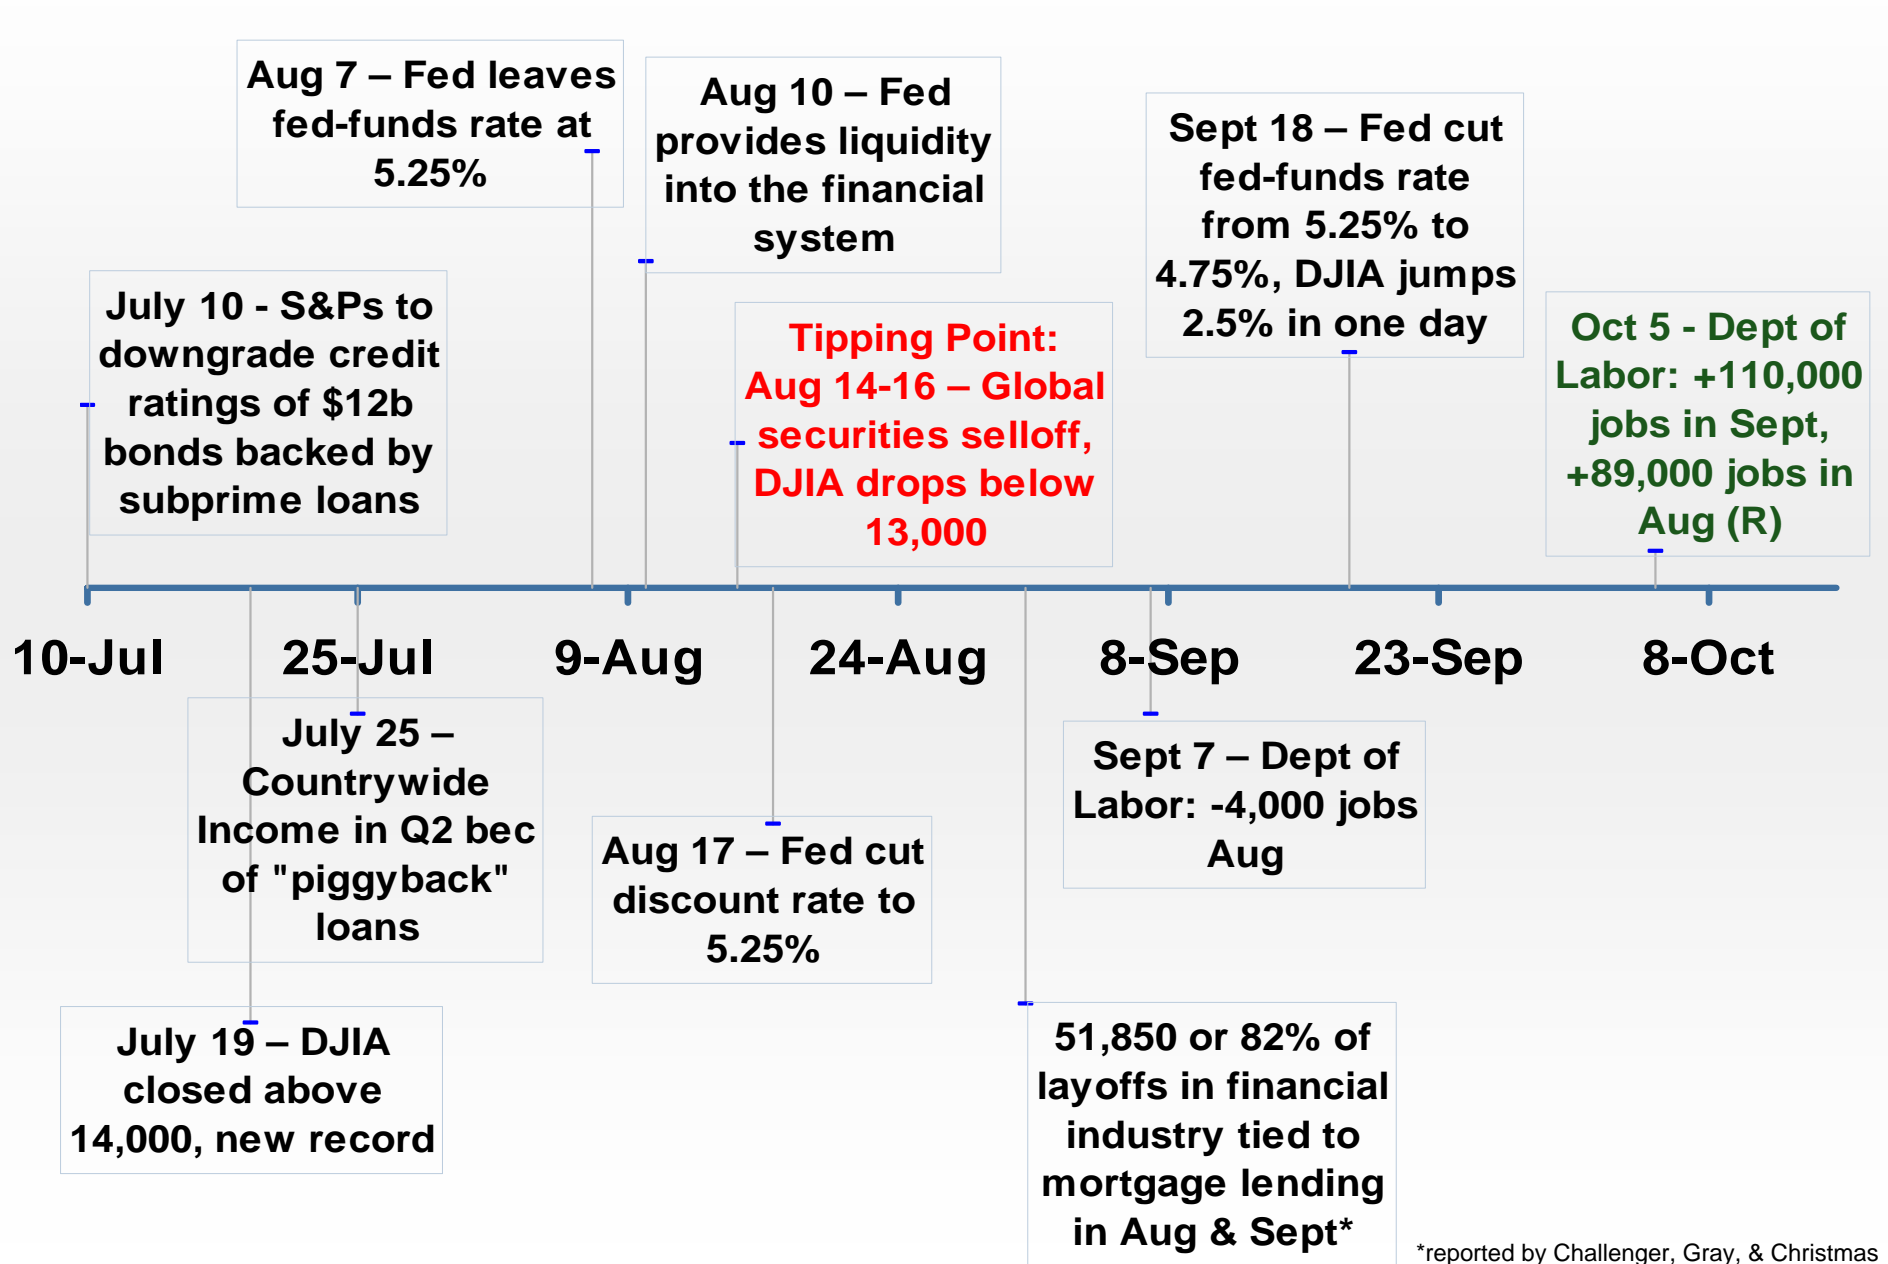 Aug 7 – Fed leaves
fed-funds rate at
5.25%
Aug 10 – Fed
provides liquidity
into the financial
system
Sept 18 – Fed cut
fed-funds rate
from 5.25% to
4.75%, DJIA jumps
2.5% in one day
July 10 - S&Ps to
downgrade credit
ratings of $12b
bonds backed by
subprime loans
Tipping Point:
Aug 14-16 – Global
securities selloff,
DJIA drops below
13,000
Oct 5 - Dept of
Labor: +110,000
jobs in Sept,
+89,000 jobs in
Aug (R)
10-Jul
25-Jul
9-Aug
24-Aug
8-Sep
23-Sep
8-Oct
July 25 –
Countrywide
Income in Q2 bec
of "piggyback"
loans
Sept 7 – Dept of
Labor: -4,000 jobs
Aug
Aug 17 – Fed cut
discount rate to
5.25%
July 19 – DJIA
closed above
14,000, new record
51,850 or 82% of
layoffs in financial
industry tied to
mortgage lending
in Aug & Sept*
*reported by Challenger, Gray, & Christmas